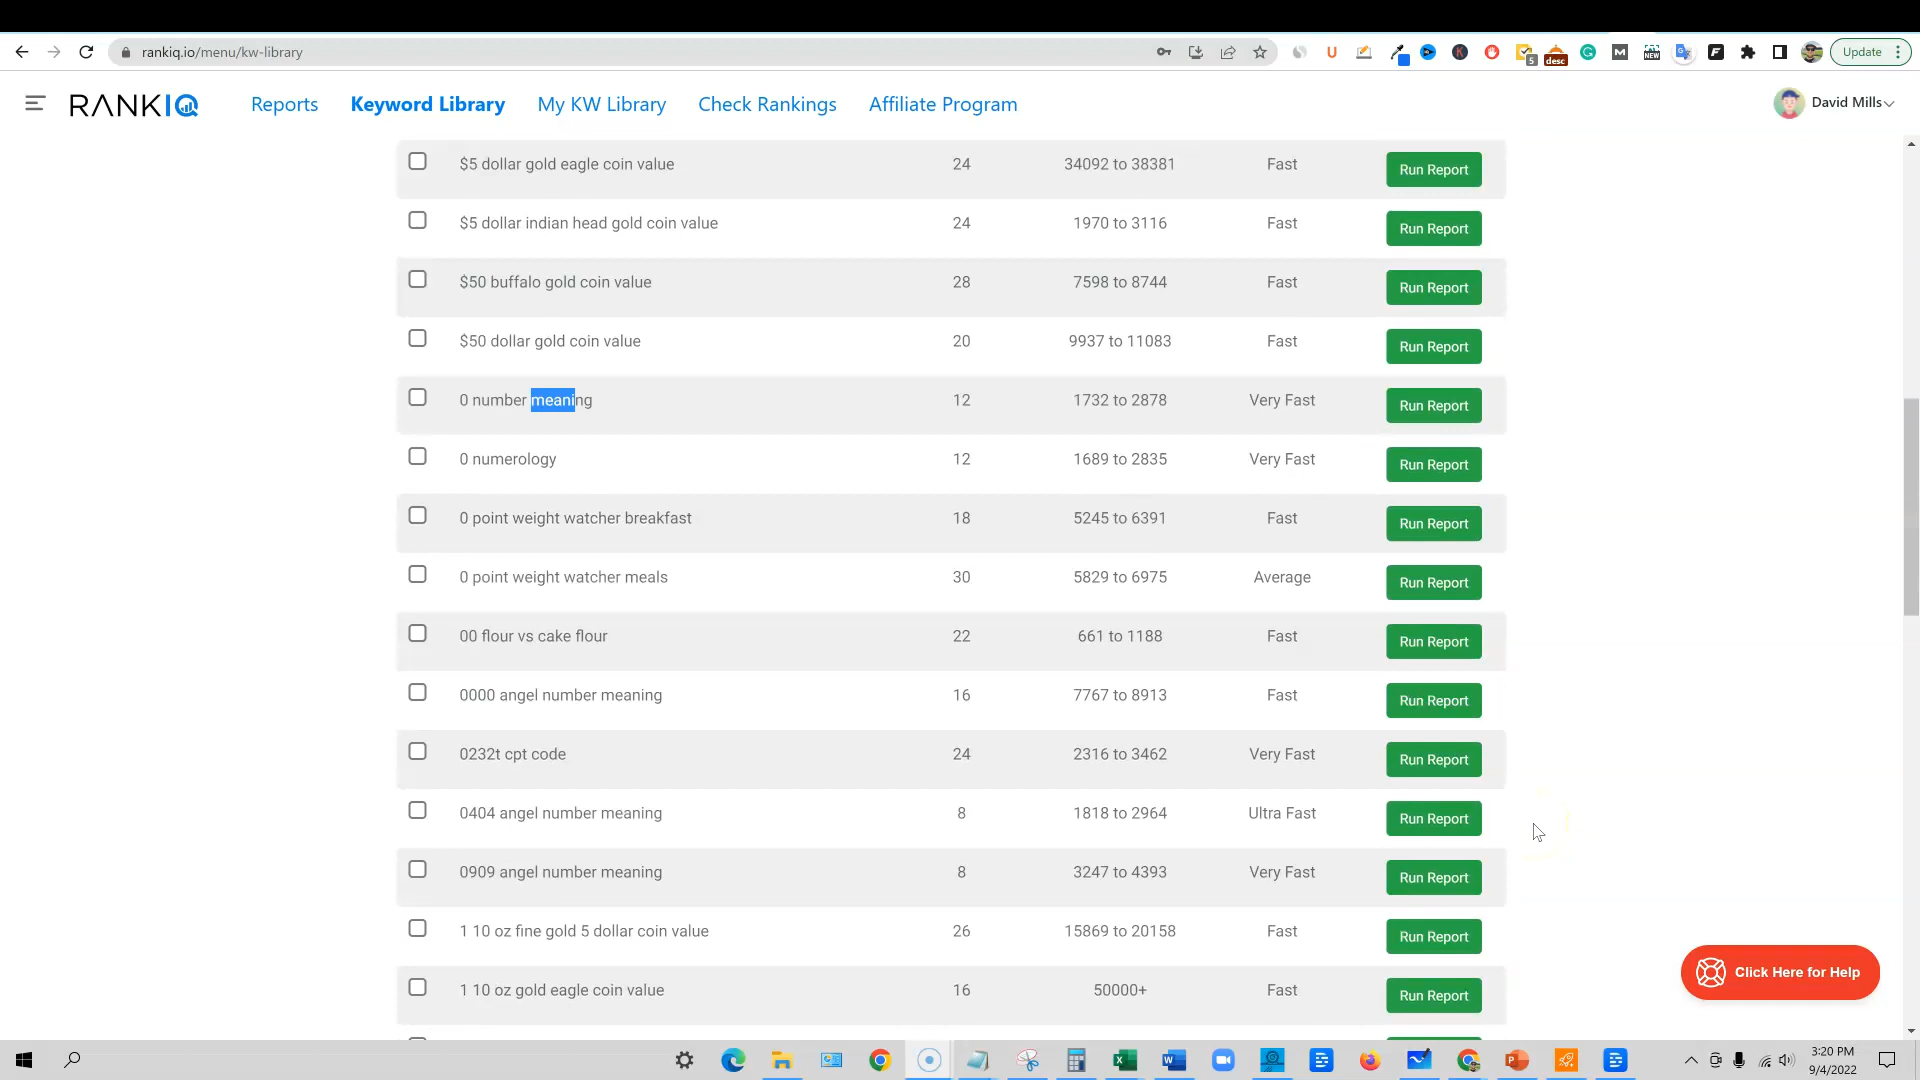 rankiq.io/menu/kw-library
Update
RANKIQ
Reports
Keyword Library
My KW Library
Check Rankings
Affiliate Program
David Mills
$5 dollar gold eagle coin value 24 34092 to 38381 Fast Run Report
$5 dollar indian head gold coin value 24 1970 to 3116 Fast Run Report
$50 buffalo gold coin value 28 7598 to 8744 Fast Run Report
$50 dollar gold coin value 20 9937 to 11083 Fast Run Report
0 number meaning 12 1732 to 2878 Very Fast Run Report
0 numerology 12 1689 to 2835 Very Fast Run Report
0 point weight watcher breakfast 18 5245 to 6391 Fast Run Report
0 point weight watcher meals 30 5829 to 6975 Average Run Report
00 flour vs cake flour 22 661 to 1188 Fast Run Report
0000 angel number meaning 16 7767 to 8913 Fast Run Report
0232t cpt code 24 2316 to 3462 Very Fast Run Report
0404 angel number meaning 8 1818 to 2964 Ultra Fast Run Report
0909 angel number meaning 8 3247 to 4393 Very Fast Run Report
1 10 oz fine gold 5 dollar coin value 26 15869 to 20158 Fast Run Report
1 10 oz gold eagle coin value 16 50000+ Fast Run Report
Click Here for Help
3:20 PM
9/4/2022